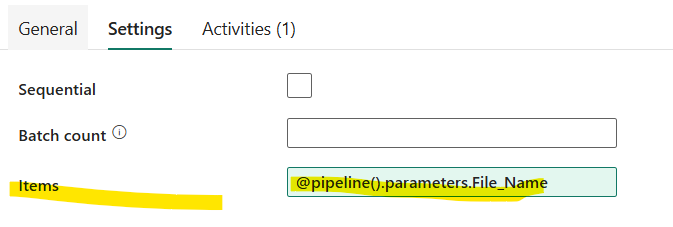 General Settings Activities (1)
Sequential
Batch count
Items @pipeline().parameters.File_Name